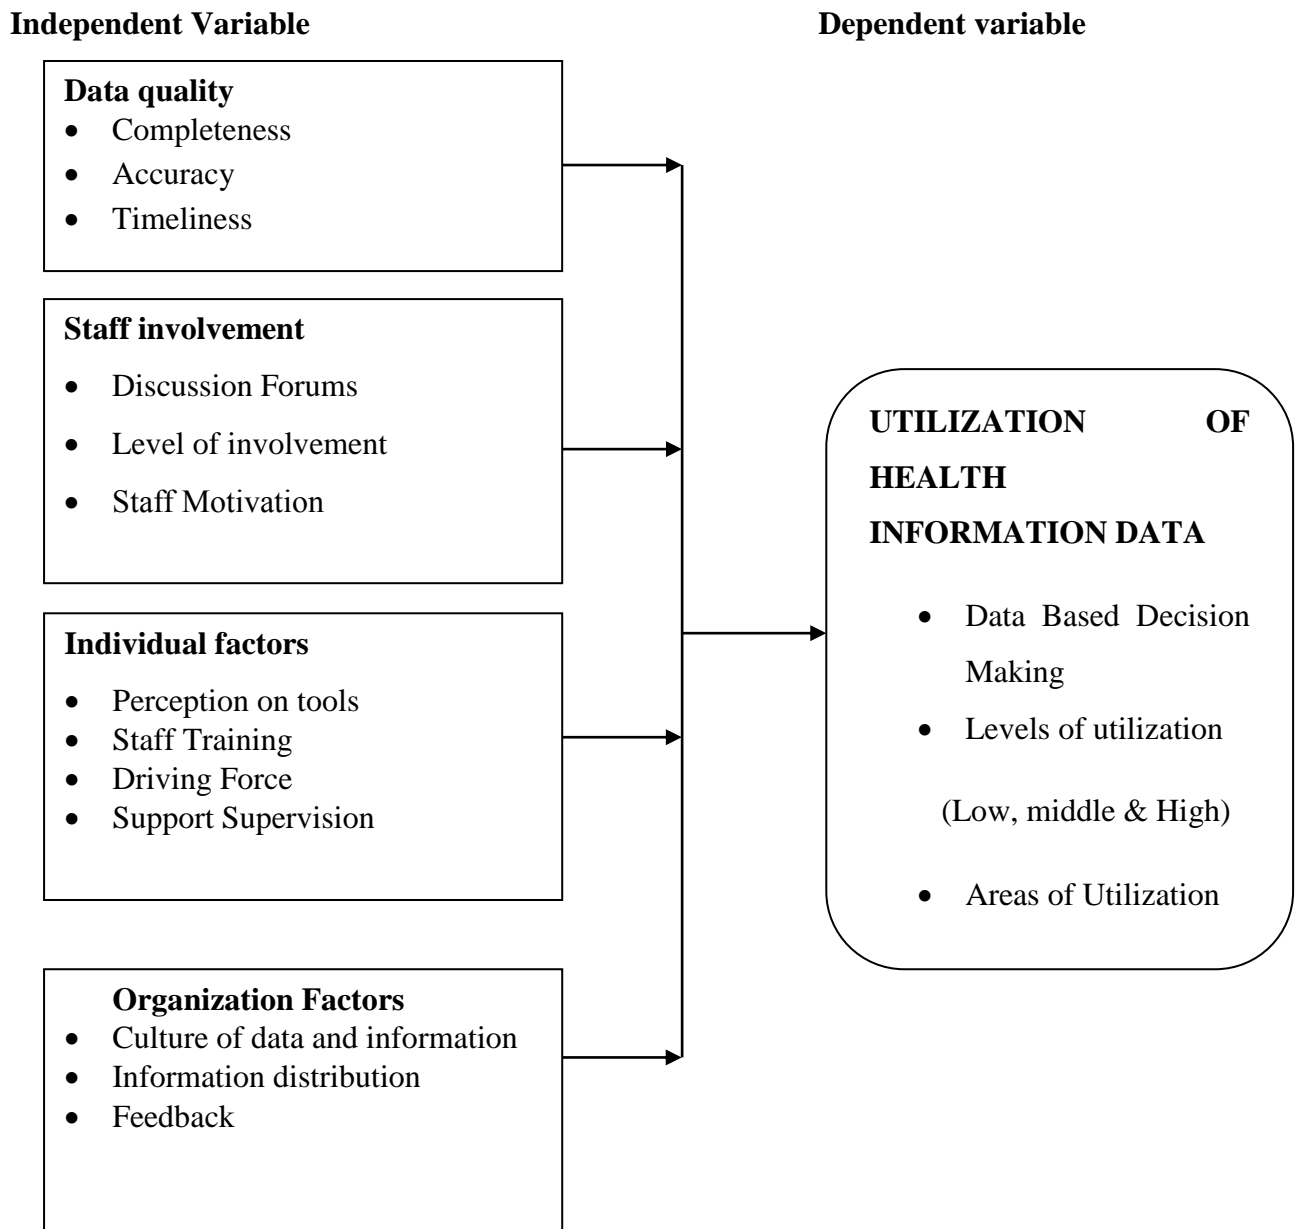 Independent Variable
Dependent variable
Data quality
• Completeness
• Accuracy
• Timeliness
Staff involvement
• Discussion Forums
• Level of involvement
• Staff Motivation
Individual factors
• Perception on tools
• Staff Training
• Driving Force
• Support Supervision
Organization Factors
• Culture of data and information
• Information distribution
• Feedback
UTILIZATION OF
HEALTH
INFORMATION DATA
• Data Based Decision
Making
• Levels of utilization
(Low, middle & High)
• Areas of Utilization